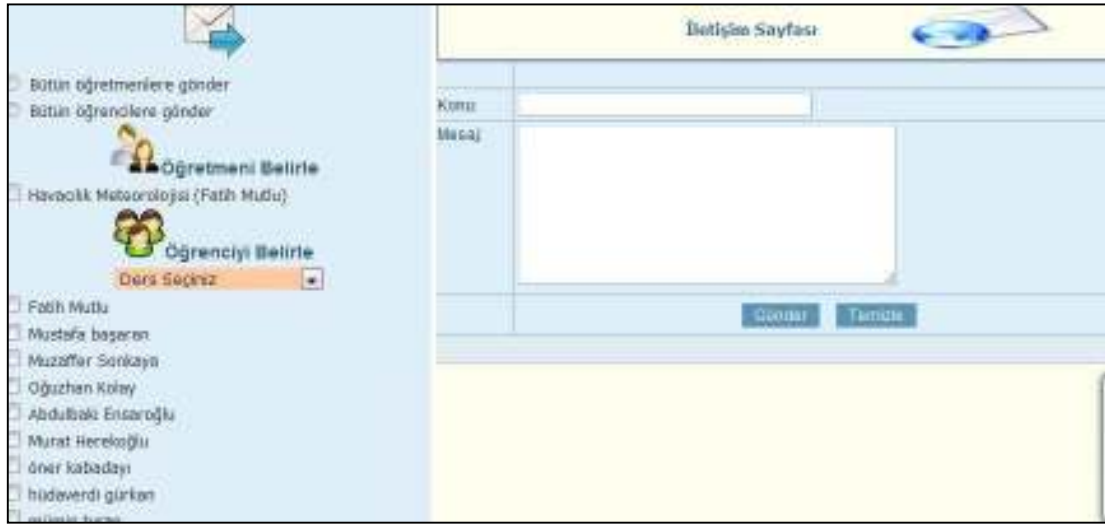 Bütün öğretmenlere gönder
Bütün öğrencilere gönder
Öğretmeni Belirle
Havacılık Meteorolojisi (Fatih Mutlu)
Öğrenciyi Belirle
Ders Seçiniz
Fatih Mutlu
Mustafa başaran
Muzaffer Sonkaya
Oğuzhan Kolay
Abdulbaki Ensaroğlu
Murat Herekoğlu
öner kabadayı
hüdaverdi gürkan
İletişim Sayfası
Konu
Mesaj
Gönder Temizle